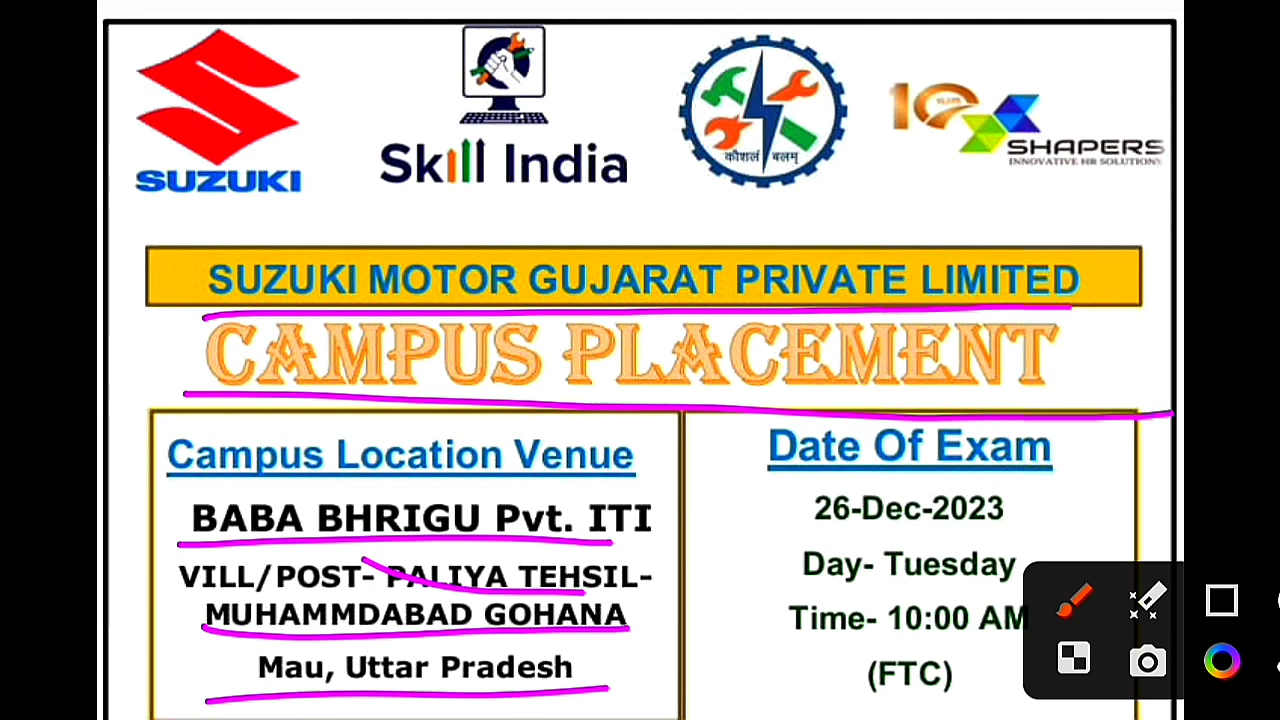 SUZUKI
Skill India
कौशलं बलम्
10 YEARS
SHAPERS
INNOVATIVE HR SOLUTIONS
SUZUKI MOTOR GUJARAT PRIVATE LIMITED
CAMPUS PLACEMENT
Campus Location Venue
BABA BHRIGU Pvt. ITI
VILL/POST- PALIYA TEHSIL-
MUHAMMDABAD GOHANA
Mau, Uttar Pradesh
Date Of Exam
26-Dec-2023
Day- Tuesday
Time- 10:00 AM
(FTC)